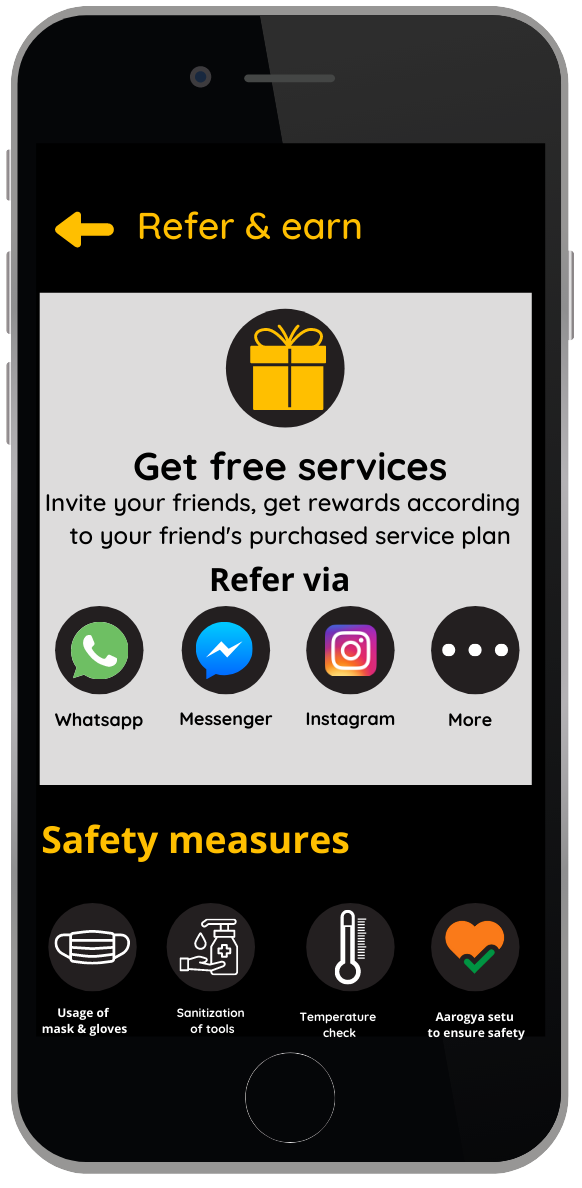 Refer & earn
Get free services
Invite your friends, get rewards according
to your friend's purchased service plan
Refer via
Whatsapp
Messenger
Instagram
More
Safety measures
Usage of
mask & gloves
Sanitization
of tools
Temperature
check
Aarogya setu
to ensure safety